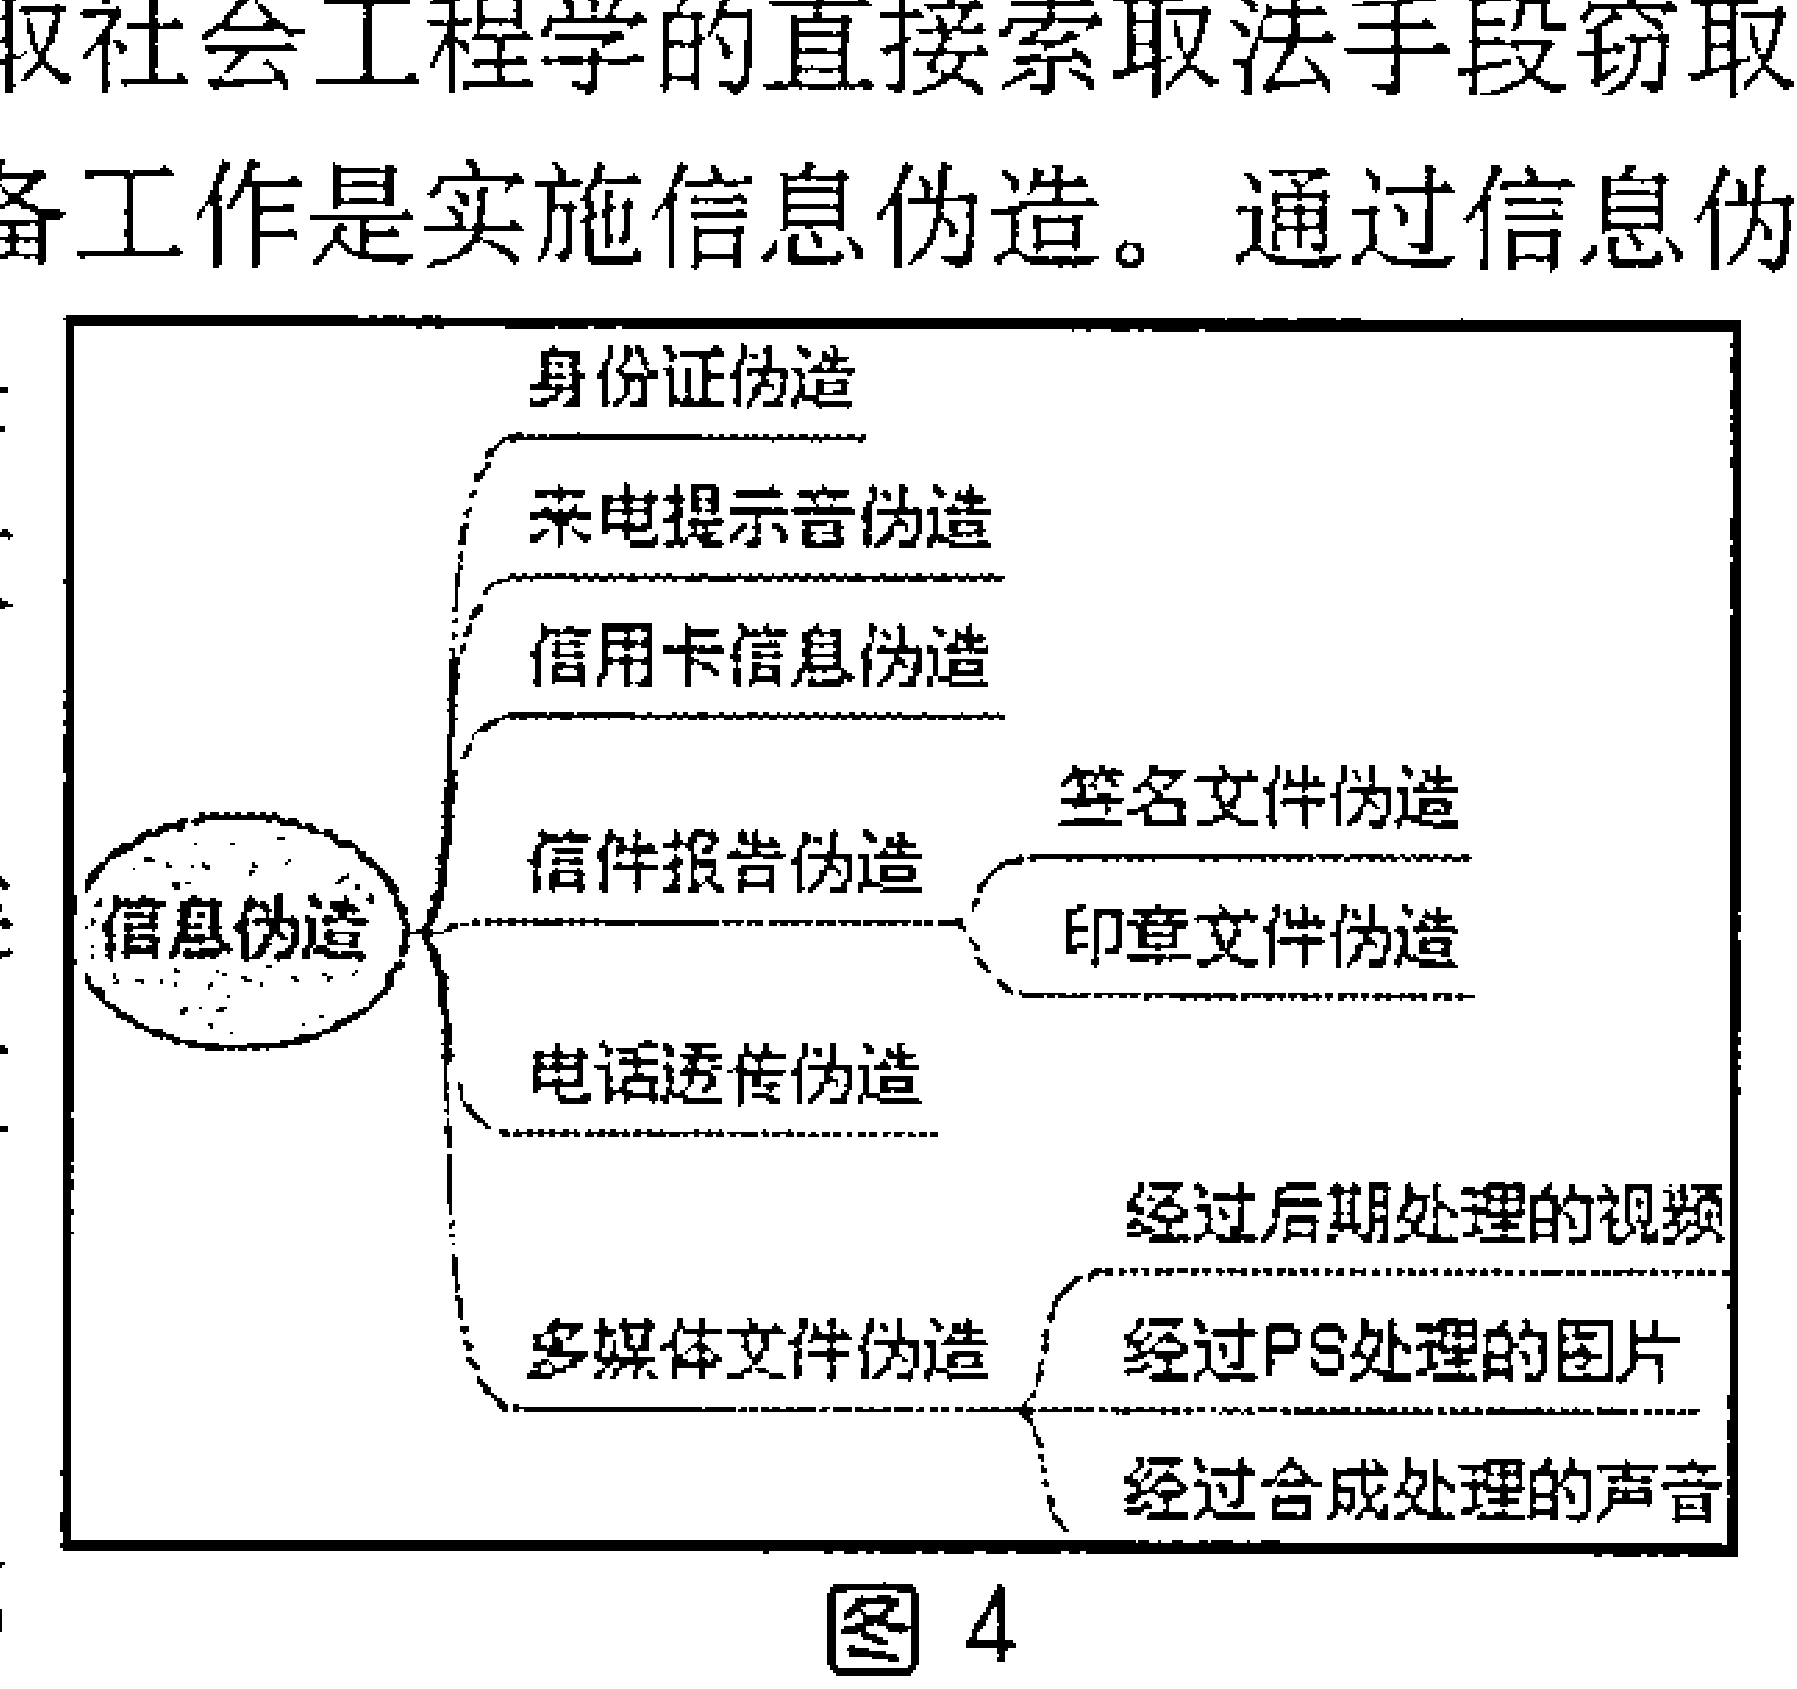 取社会工程学的直接索取法手段窃取
备工作是实施信息伪造。 通过信息伪
身份证伪造
来电提示音伪造
信用卡信息伪造
签名文件伪造
信件报告伪造
印章文件伪造
信息伪造
电话透传伪造
经过后期处理的视频
多媒体文件伪造
经过PS处理的图片
经过合成处理的声音
图 4